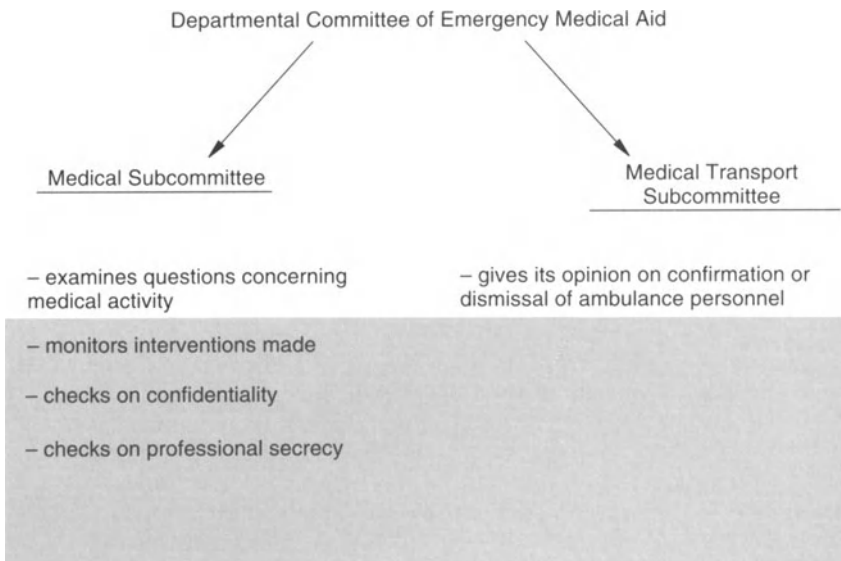 Departmental Committee of Emergency Medical Aid
Medical Subcommittee
Medical Transport
Subcommittee
– examines questions concerning
medical activity
– monitors interventions made
– checks on confidentiality
– checks on professional secrecy
– gives its opinion on confirmation or
dismissal of ambulance personnel